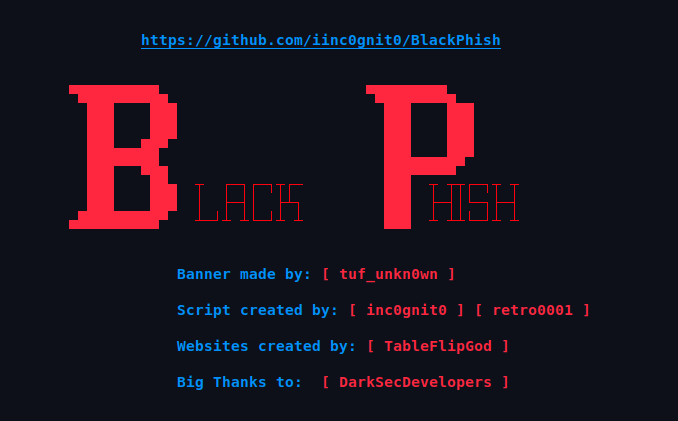 https://github.com/iinc0gnit0/BlackPhish
BLACK PHISH
Banner made by: [ tuf_unkn0wn ]
Script created by: [ inc0gnit0 ] [ retro0001 ]
Websites created by: [ TableFlipGod ]
Big Thanks to: [ DarkSecDevelopers ]